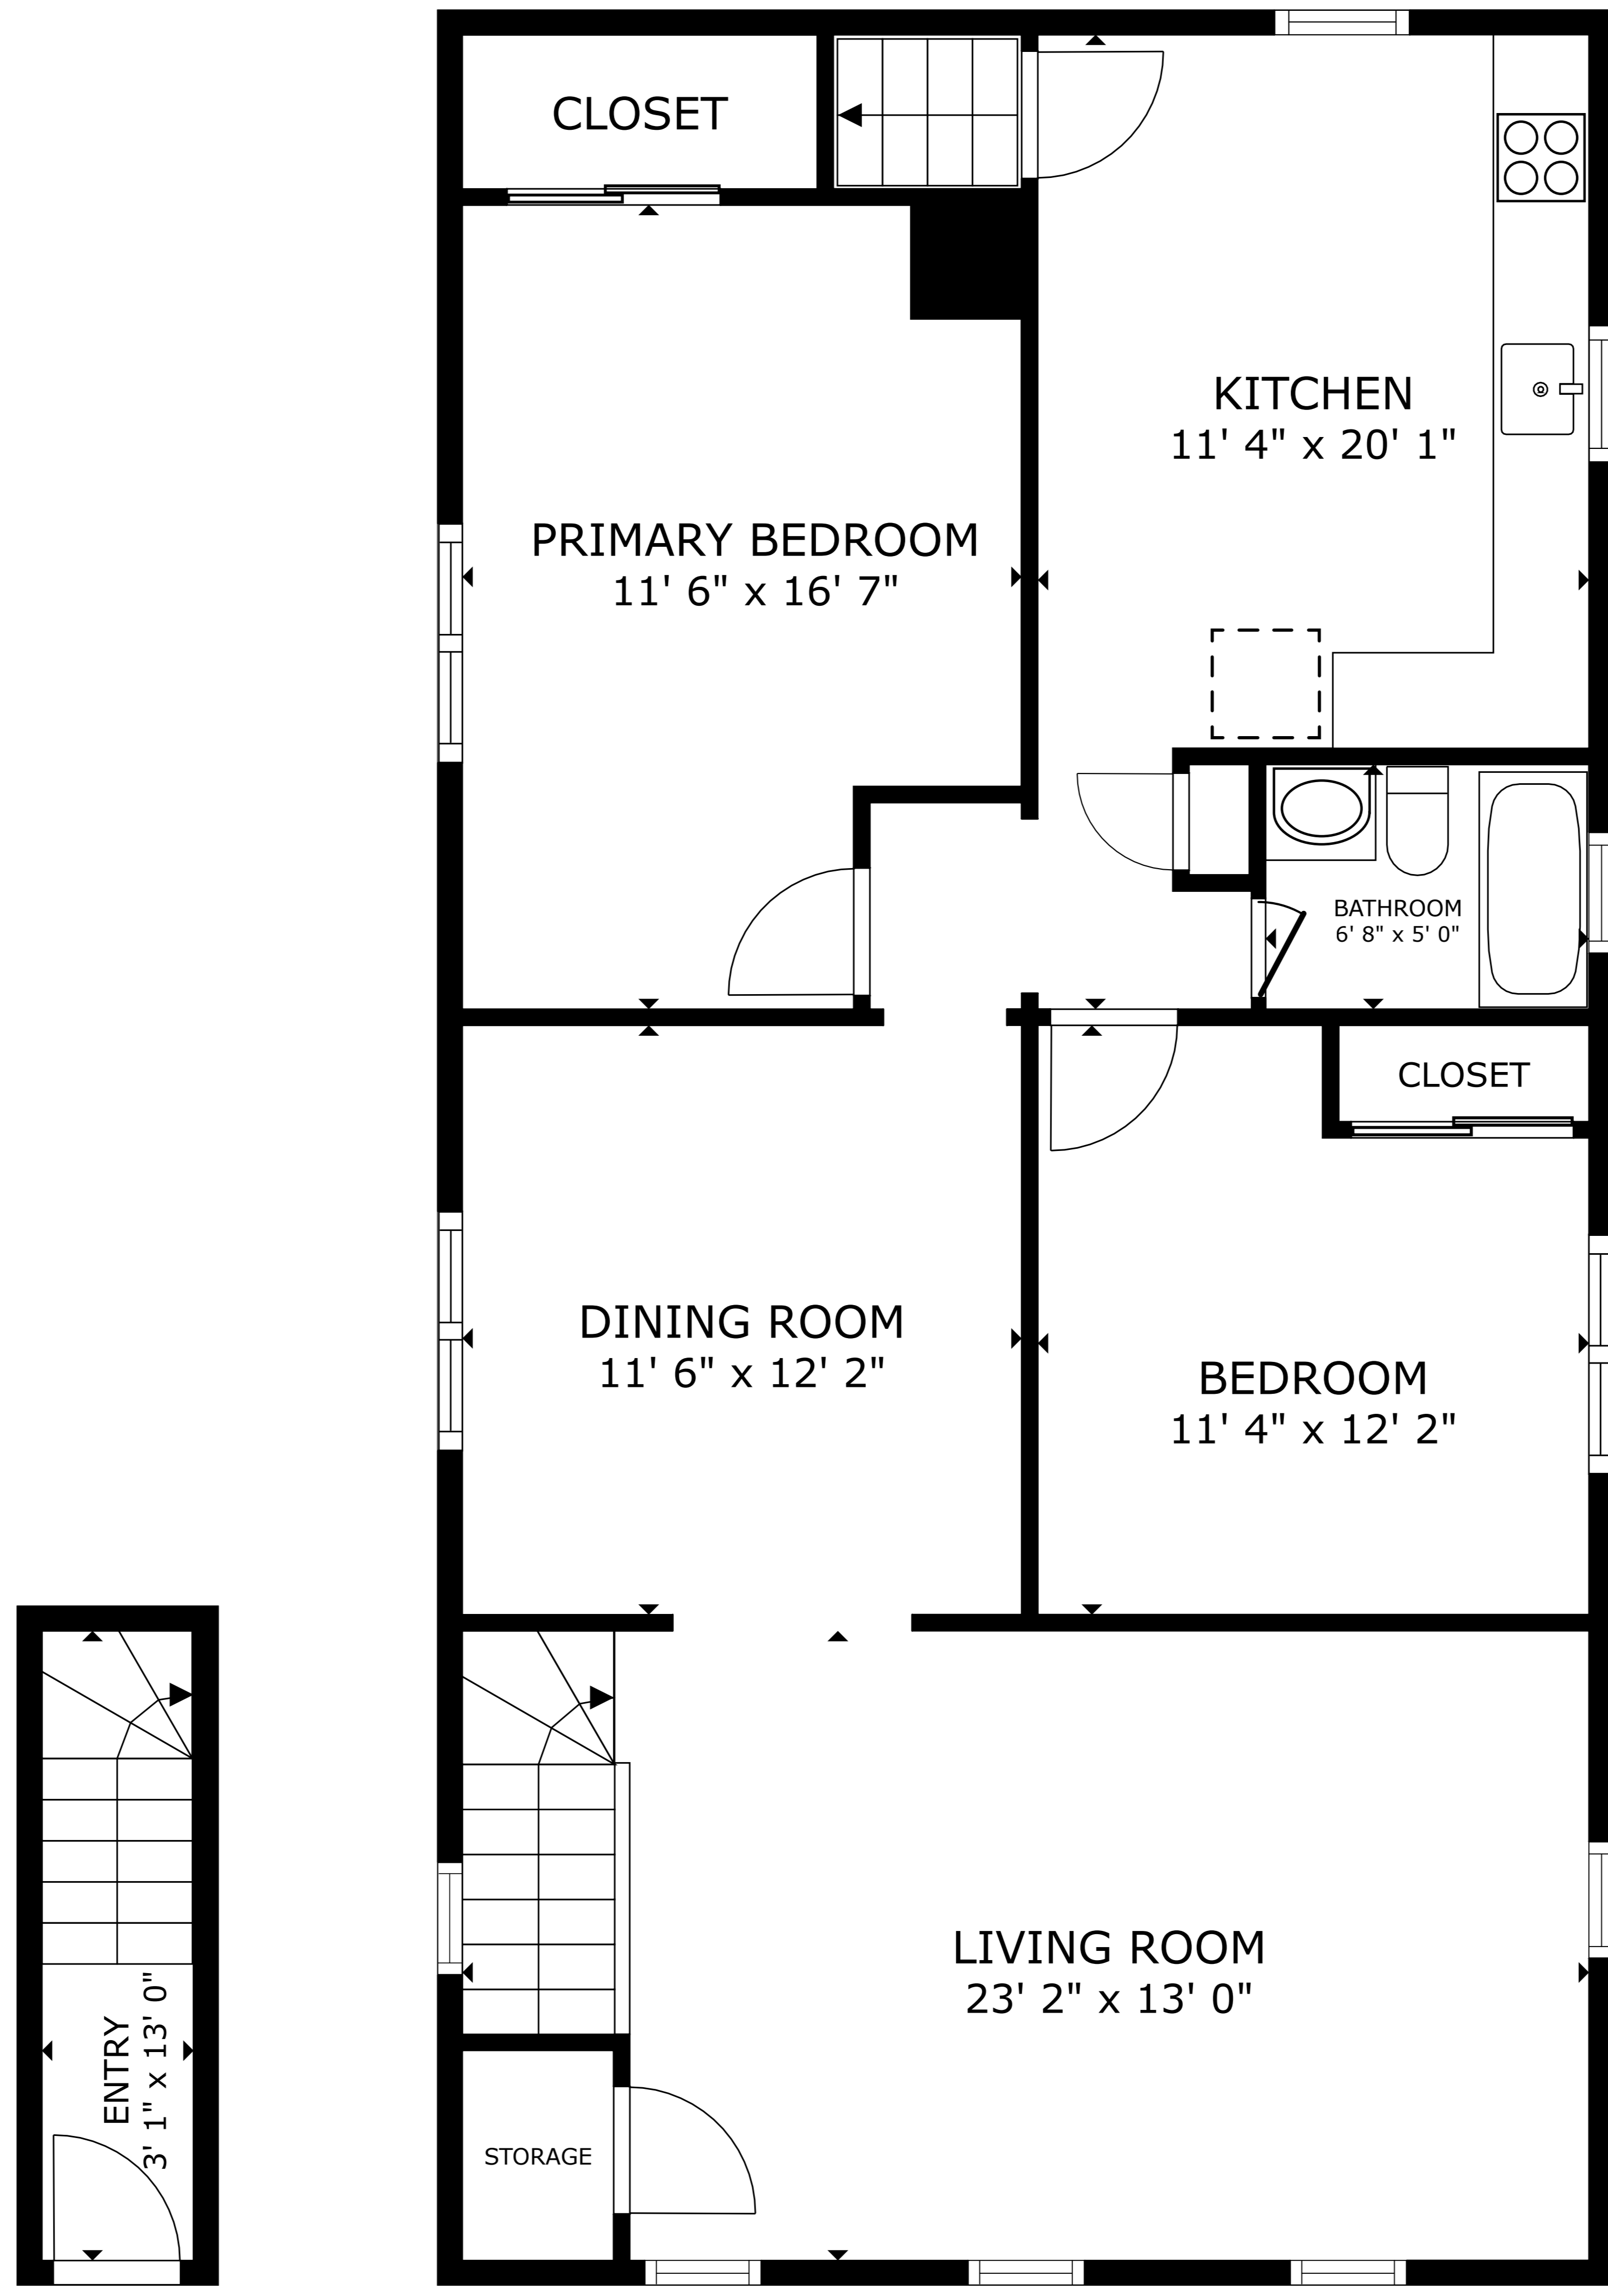 CLOSET
KITCHEN
11' 4" x 20' 1"
PRIMARY BEDROOM
11' 6" x 16' 7"
BATHROOM
6' 8" x 5' 0"
CLOSET
DINING ROOM
11' 6" x 12' 2"
BEDROOM
11' 4" x 12' 2"
LIVING ROOM
23' 2" x 13' 0"
ENTRY
3' 1" x 13' 0"
STORAGE